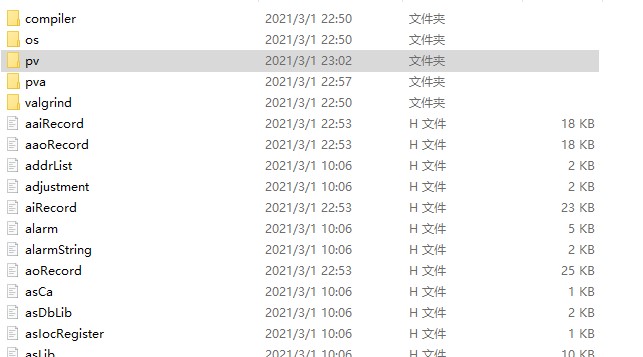 compiler 2021/3/1 22:50 文件夹
os 2021/3/1 22:50 文件夹
pv 2021/3/1 23:02 文件夹
pva 2021/3/1 22:57 文件夹
valgrind 2021/3/1 22:50 文件夹
aaiRecord 2021/3/1 22:53 H 文件 18 KB
aaoRecord 2021/3/1 22:53 H 文件 18 KB
addrList 2021/3/1 10:06 H 文件 2 KB
adjustment 2021/3/1 10:06 H 文件 2 KB
aiRecord 2021/3/1 22:53 H 文件 23 KB
alarm 2021/3/1 10:06 H 文件 5 KB
alarmString 2021/3/1 10:06 H 文件 2 KB
aoRecord 2021/3/1 22:53 H 文件 25 KB
asCa 2021/3/1 10:06 H 文件 1 KB
asDbLib 2021/3/1 10:06 H 文件 2 KB
asIocRegister 2021/3/1 10:06 H 文件 1 KB
asLib 2021/3/1 10:06 H 文件 10 KB